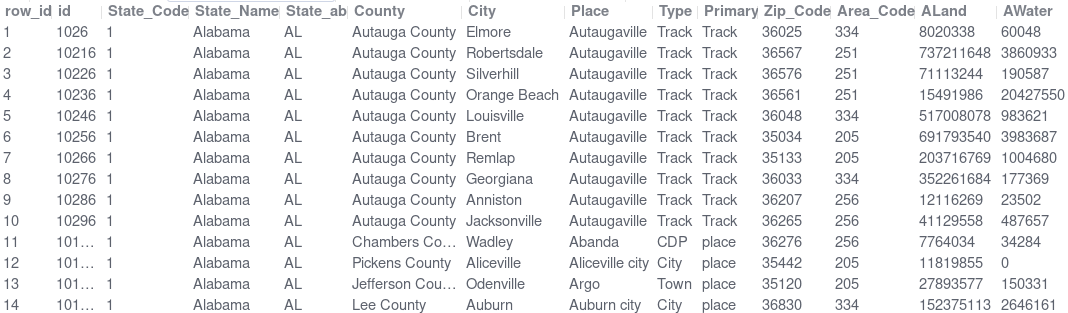 row_id id State_Code State_Name State_ab County City Place Type Primary Zip_Code Area_Code ALand AWater
1 1026 1 Alabama AL Autauga County Elmore Autaugaville Track Track 36025 334 8020338 60048
2 10216 1 Alabama AL Autauga County Robertsdale Autaugaville Track Track 36567 251 737211648 3860933
3 10226 1 Alabama AL Autauga County Silverhill Autaugaville Track Track 36576 251 71113244 190587
4 10236 1 Alabama AL Autauga County Orange Beach Autaugaville Track Track 36561 251 15491986 20427550
5 10246 1 Alabama AL Autauga County Louisville Autaugaville Track Track 36048 334 517008078 983621
6 10256 1 Alabama AL Autauga County Brent Autaugaville Track Track 35034 205 691793540 3983687
7 10266 1 Alabama AL Autauga County Remlap Autaugaville Track Track 35133 205 203716769 1004680
8 10276 1 Alabama AL Autauga County Georgiana Autaugaville Track Track 36033 334 352261684 177369
9 10286 1 Alabama AL Autauga County Anniston Autaugaville Track Track 36207 256 12116269 23502
10 10296 1 Alabama AL Autauga County Jacksonville Autaugaville Track Track 36265 256 41129558 487657
11 101... 1 Alabama AL Chambers Co... Wadley Abanda CDP place 36276 256 7764034 34284
12 101... 1 Alabama AL Pickens County Aliceville Aliceville city City place 35442 205 11819855 0
13 101... 1 Alabama AL Jefferson Cou... Odenville Argo Town place 35120 205 27893577 150331
14 101... 1 Alabama AL Lee County Auburn Auburn city City place 36830 334 152375113 2646161